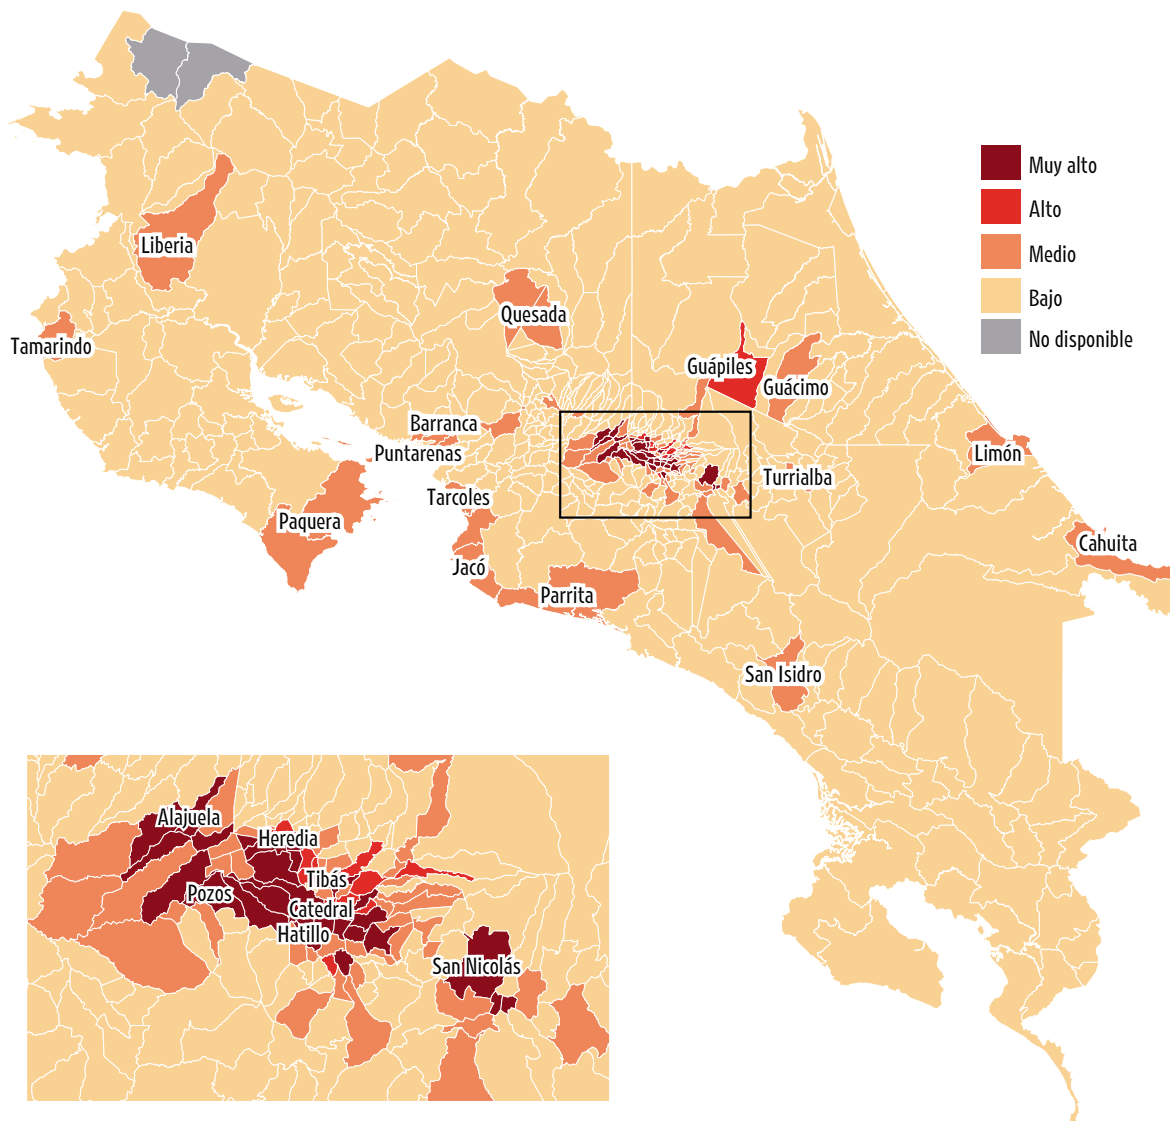 Muy alto
Alto
Medio
Bajo
No disponible
Liberia
Tamarindo
Quesada
Guápiles
Guácimo
Barranca
Puntarenas
Tarcoles
Turrialba
Limón
Paquera
Cahuita
Jacó
Parrita
San Isidro
Alajuela
Heredia
Tibás
Pozos
Catedral
Hatillo
San Nicolás